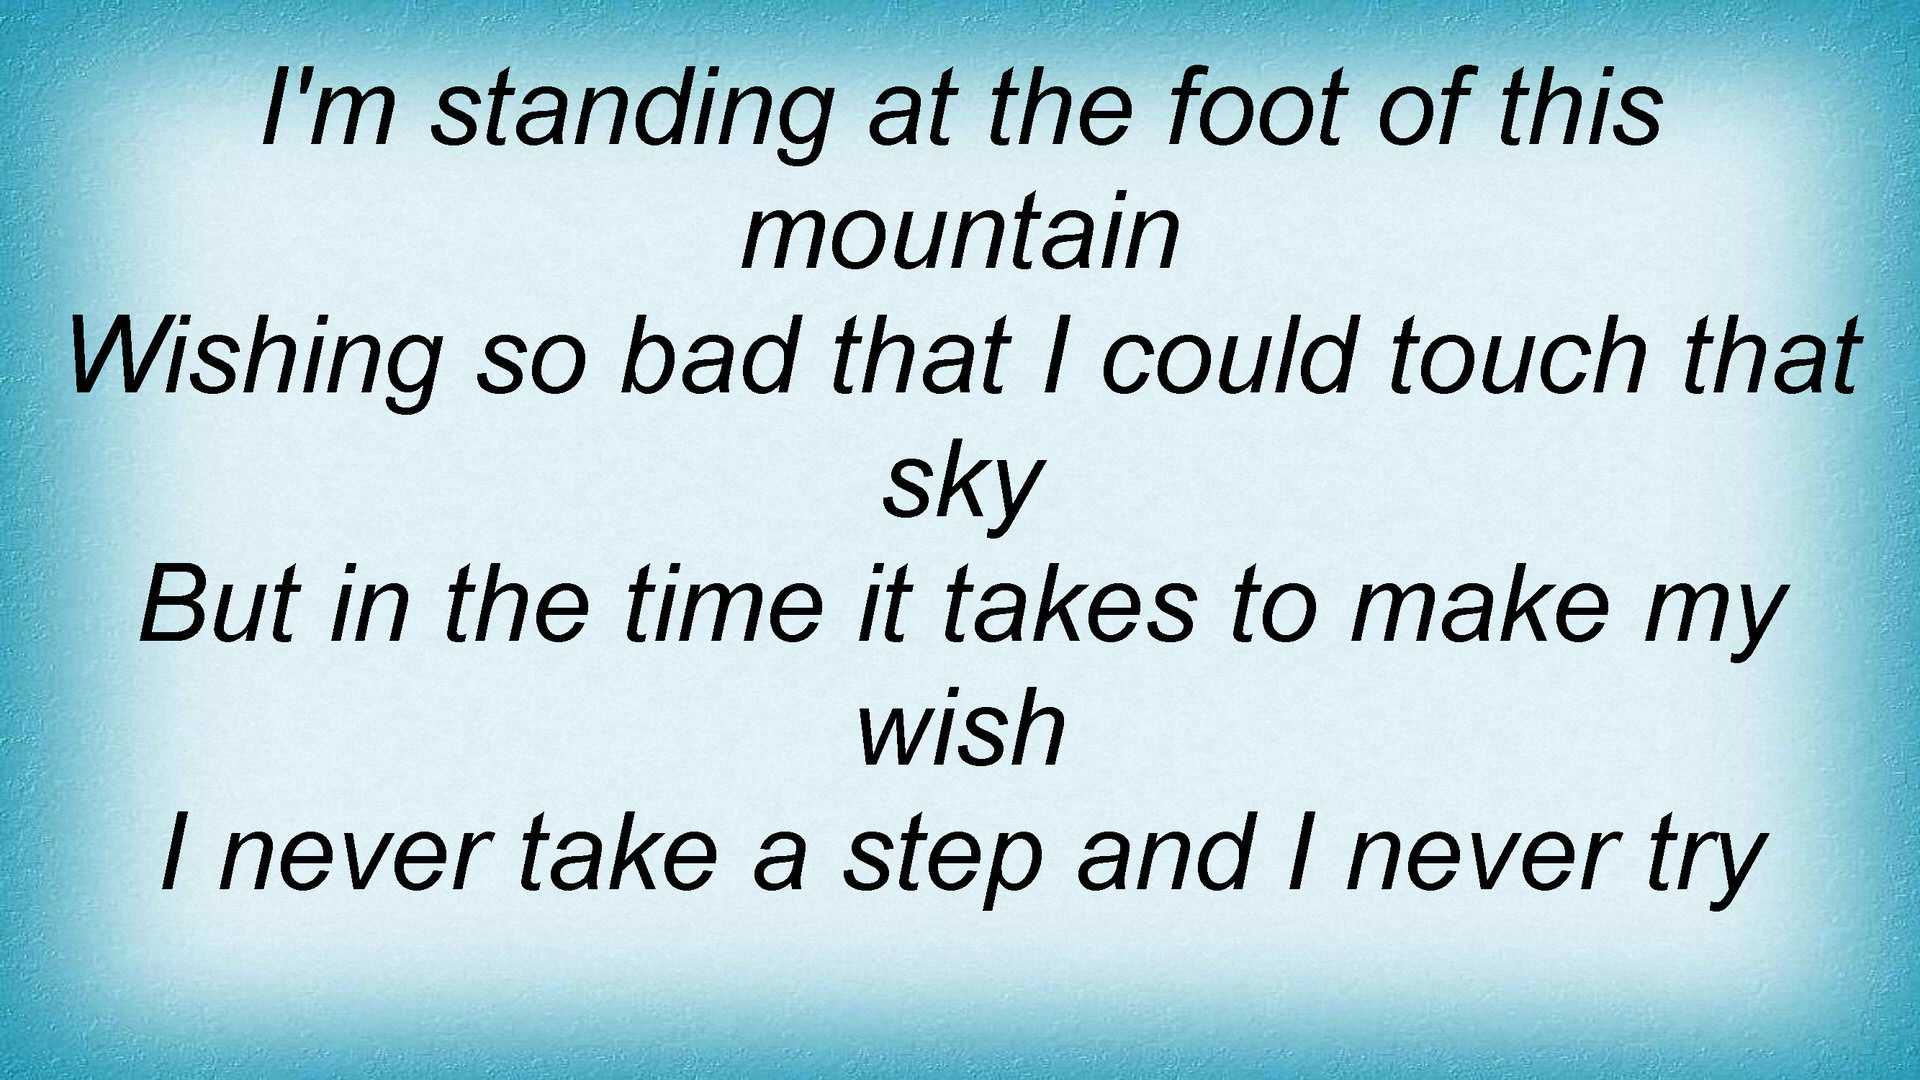 I'm standing at the foot of this
mountain
Wishing so bad that I could touch that
sky
But in the time it takes to make my
wish
I never take a step and I never try